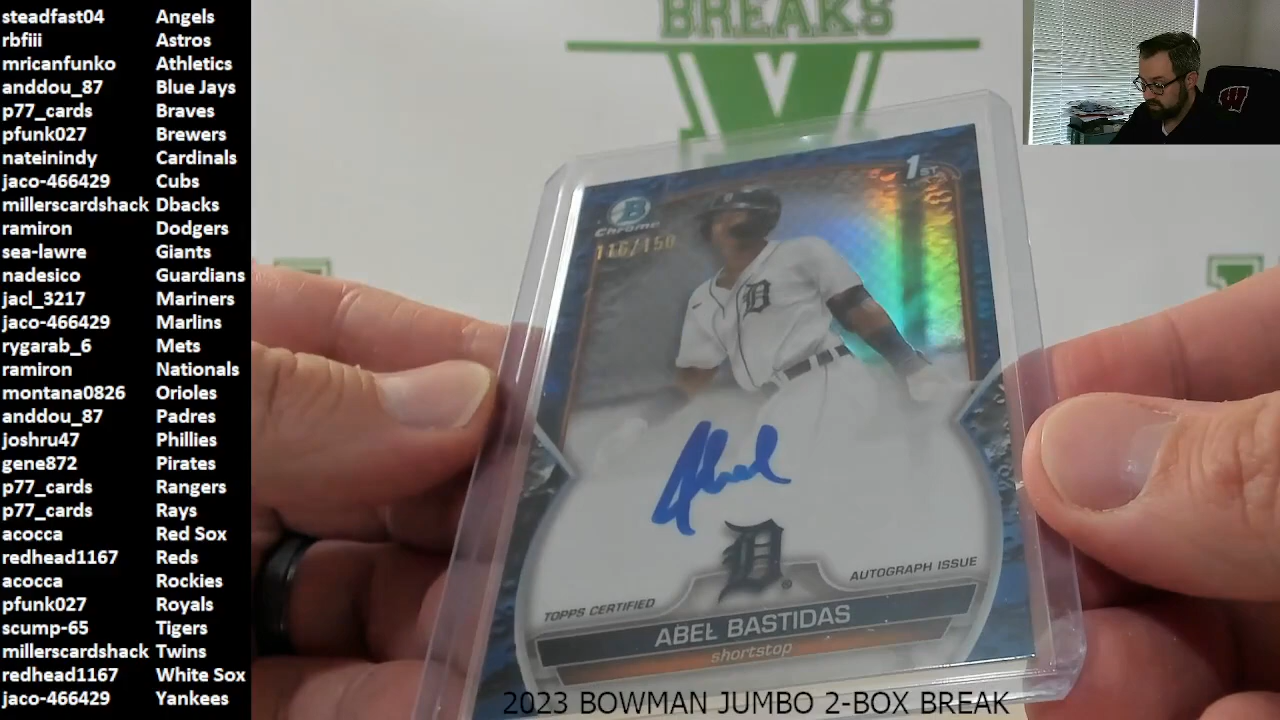 steadfast04 Angels
rbfiii Astros
mricanfunko Athletics
anddou_87 Blue Jays
p77_cards Braves
pfunk027 Brewers
nateinindy Cardinals
jaco-466429 Cubs
millerscardshack Dbacks
ramiron Dodgers
sea-lawre Giants
nadesico Guardians
jacl_3217 Mariners
jaco-466429 Marlins
rygarab_6 Mets
ramiron Nationals
montana0826 Orioles
anddou_87 Padres
joshru47 Phillies
gene872 Pirates
p77_cards Rangers
p77_cards Rays
acocca Red Sox
redhead1167 Reds
acocca Rockies
pfunk027 Royals
scump-65 Tigers
millerscardshack Twins
redhead1167 White Sox
jaco-466429 Yankees
BREAKS
V
W
1ST
B
Chrome
116/150
D
Abel
D
TOPPS CERTIFIED AUTOGRAPH ISSUE
ABEL BASTIDAS
shortstop
2023 BOWMAN JUMBO 2-BOX BREAK